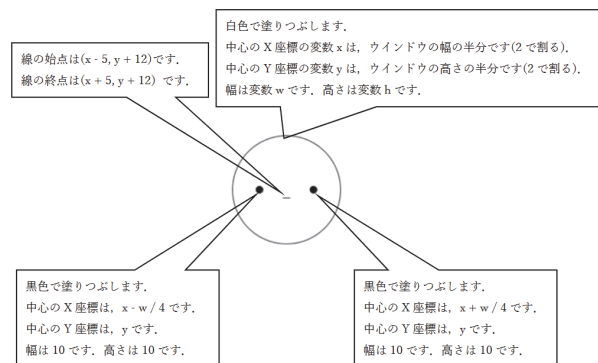 白色で塗りつぶします.
中心の X 座標の変数 x は，ウインドウの幅の半分です(2 で割る).
中心の Y 座標の変数 y は，ウインドウの高さの半分です(2 で割る).
幅は変数 w です．高さは変数 h です.
線の始点は(x - 5, y + 12)です.
線の終点は(x + 5, y + 12) です.
黒色で塗りつぶします.
中心の X 座標は，x - w / 4 です.
中心の Y 座標は，y です.
幅は 10 です．高さは 10 です.
黒色で塗りつぶします.
中心の X 座標は，x + w / 4 です.
中心の Y 座標は，y です.
幅は 10 です．高さは 10 です.